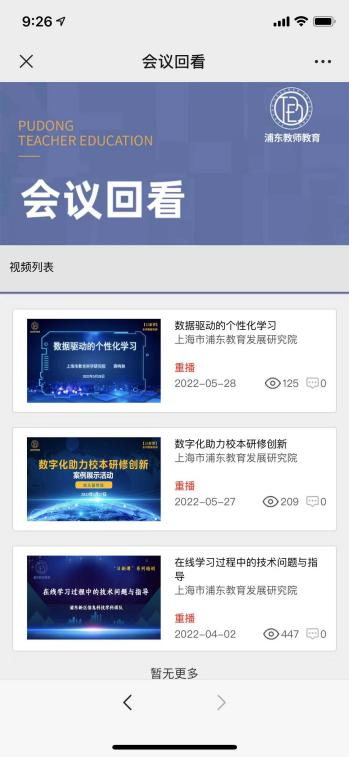 9:26
会议回看
PUDONG
TEACHER EDUCATION
浦东教师教育
会议回看
视频列表
数据驱动的个性化学习
数据驱动的个性化学习
上海市浦东教育发展研究院
重播
2022-05-28
125
0
数字化助力校本研修创新
案例展示活动
数字化助力校本研修创新
上海市浦东教育发展研究院
重播
2022-05-27
209
0
在线学习过程中的技术问题与指导
在线学习过程中的技术问题与指
导
上海市浦东教育发展研究院
重播
2022-04-02
447
0
暂无更多